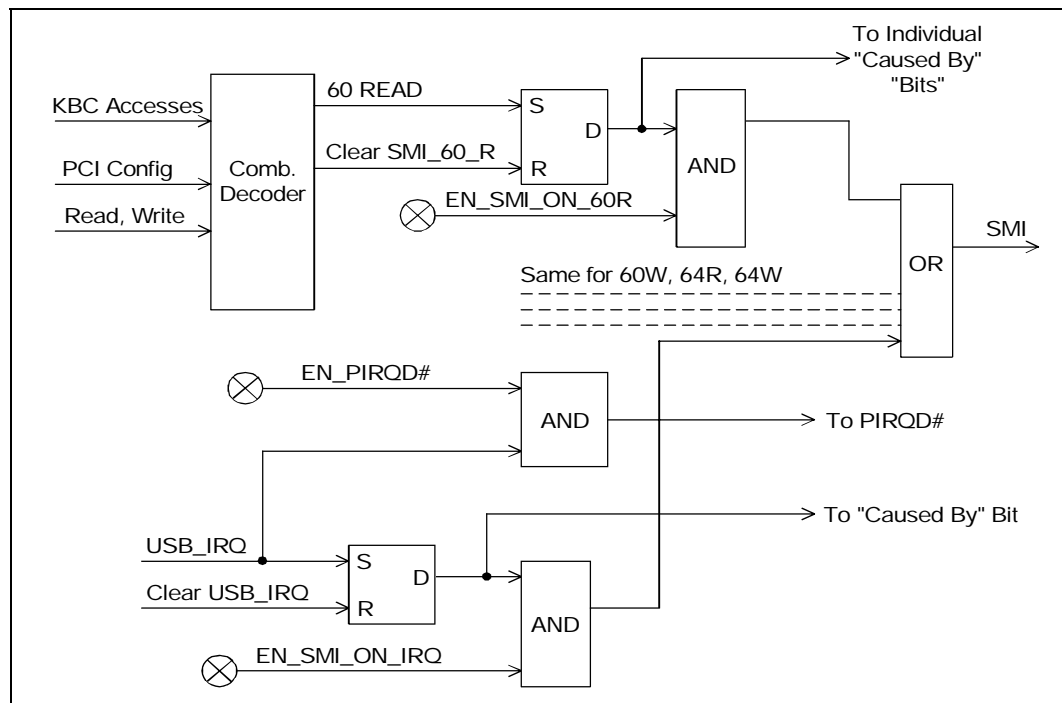 To Individual
"Caused By"
"Bits"
KBC Accesses
PCI Config
Read, Write
Comb.
Decoder
60 READ
Clear SMI_60_R
S
D
R
EN_SMI_ON_60R
AND
OR
SMI
Same for 60W, 64R, 64W
EN_PIRQD#
AND
To PIRQD#
To "Caused By" Bit
USB_IRQ
Clear USB_IRQ
S
D
R
AND
EN_SMI_ON_IRQ